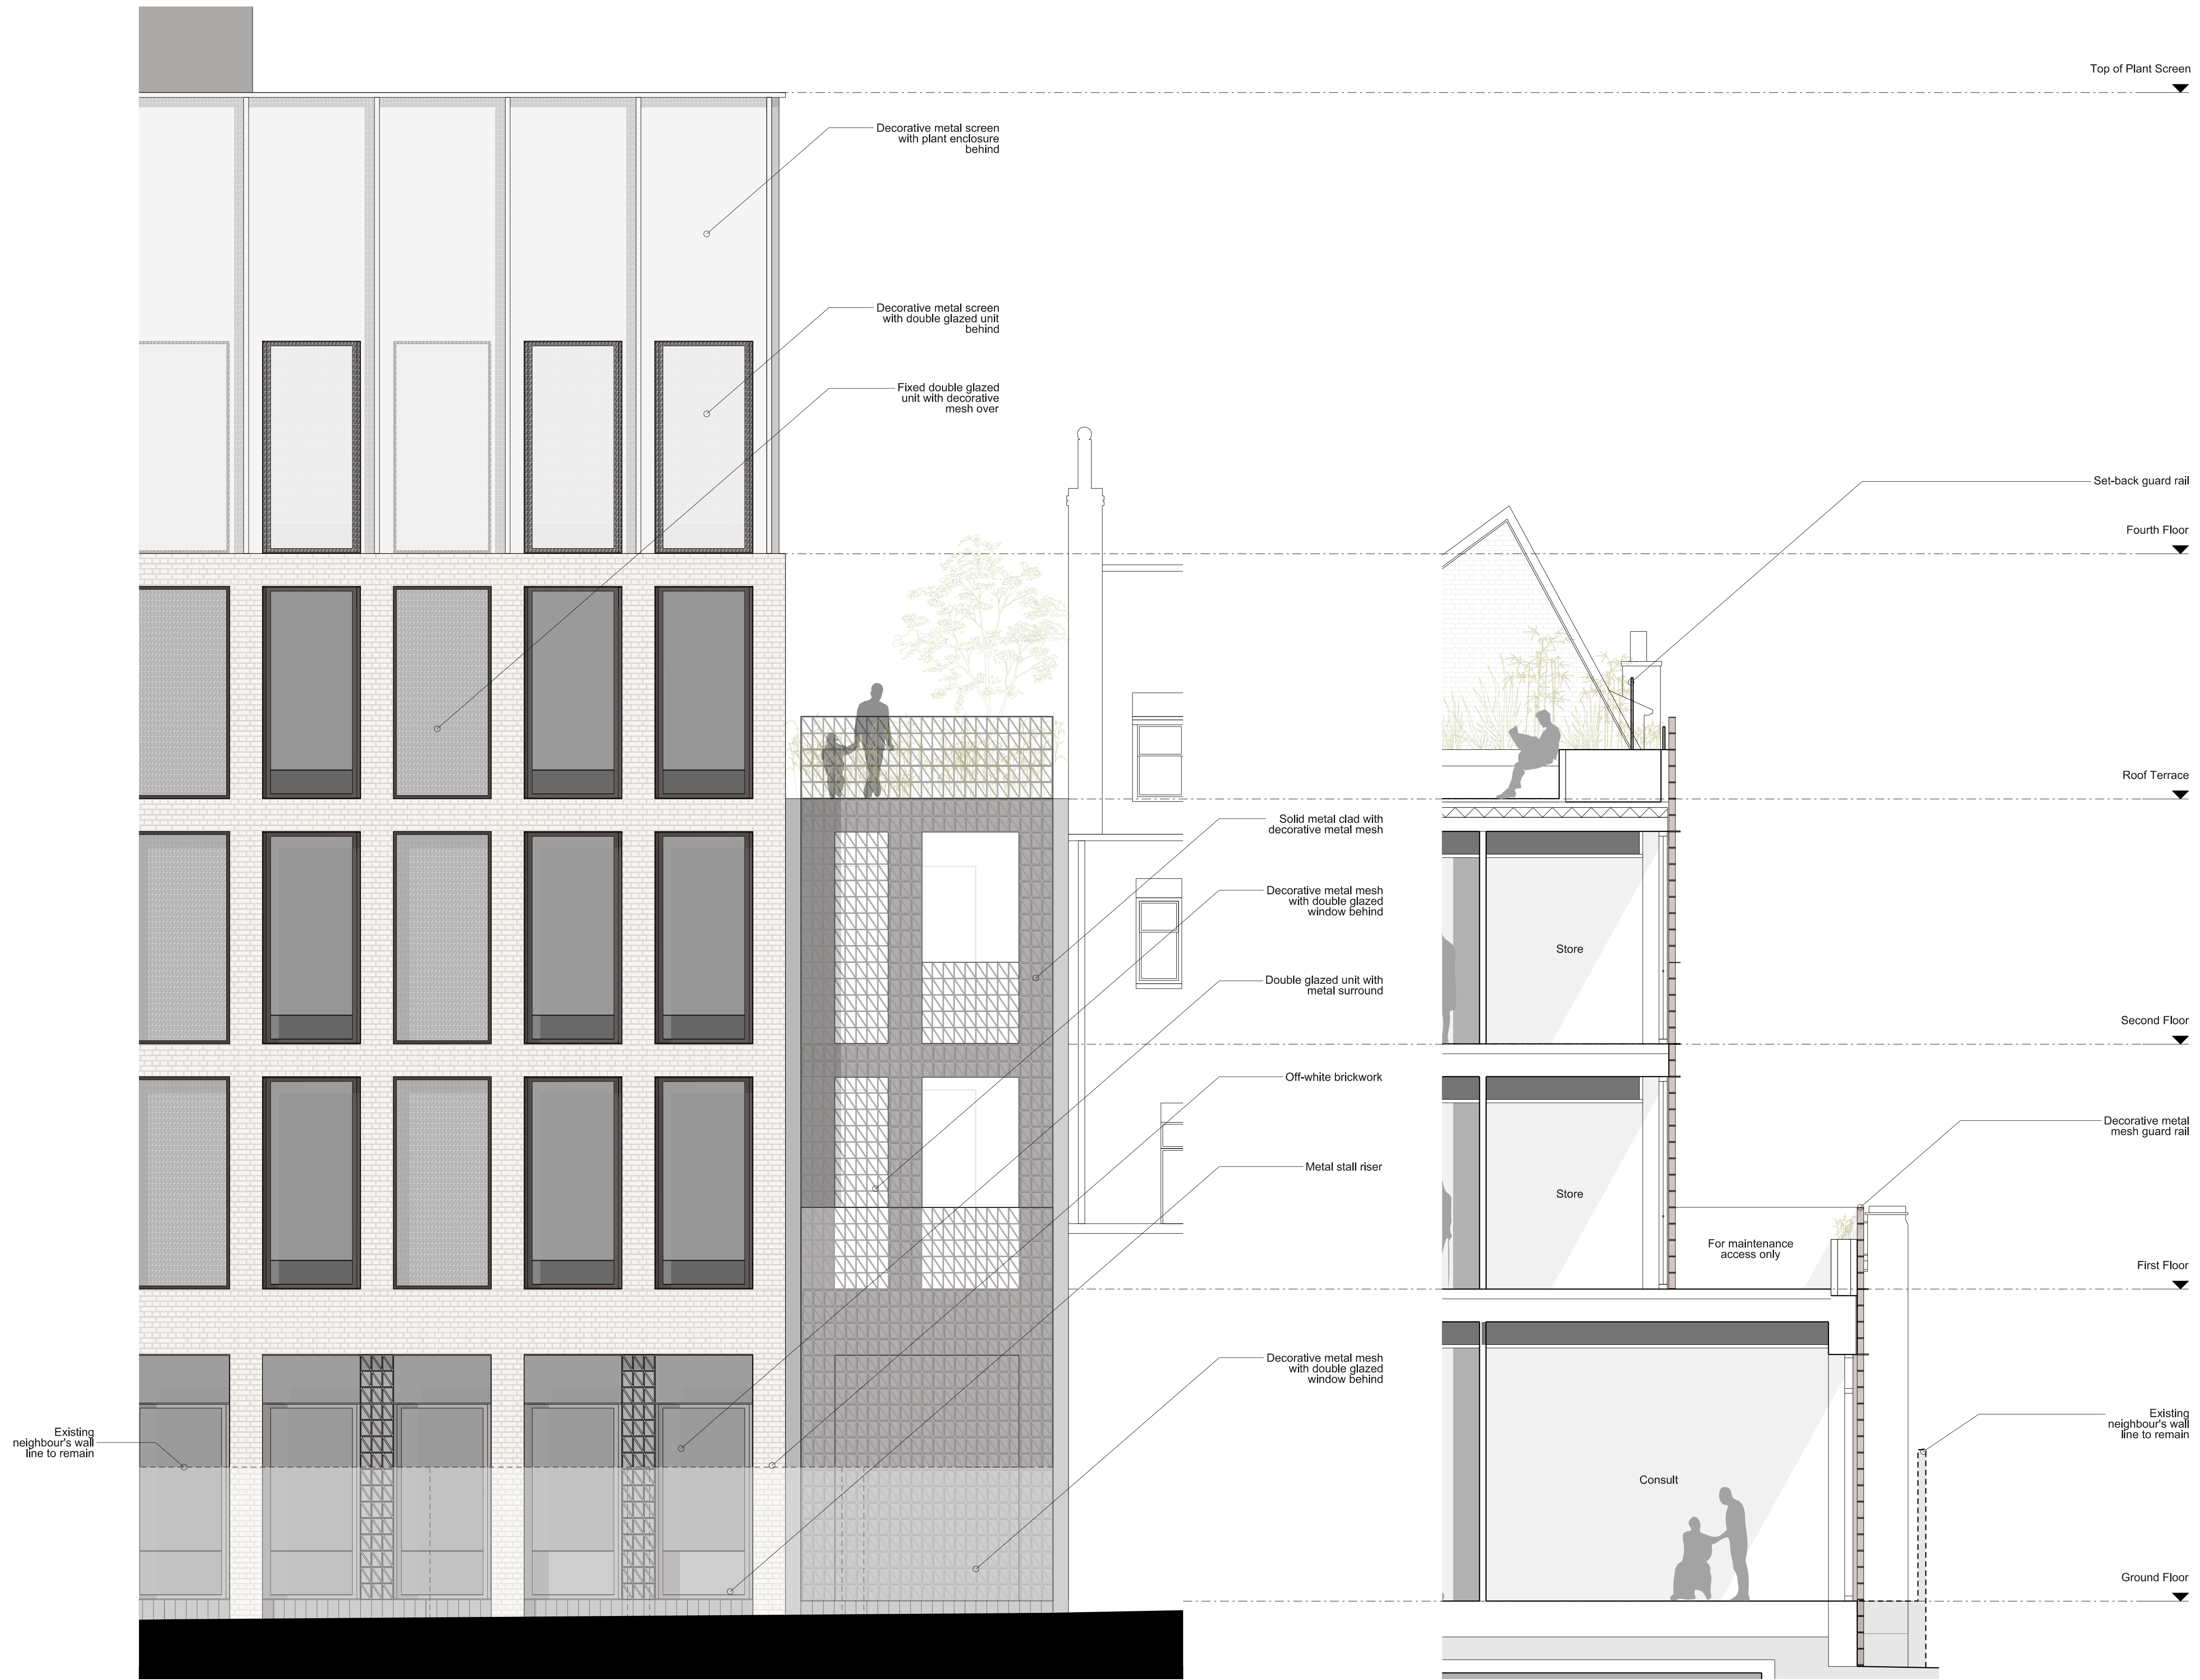 Top of Plant Screen
Decorative metal screen
with plant enclosure
behind
Decorative metal screen
with double glazed unit
behind
Fixed double glazed
unit with decorative
mesh over
Set-back guard rail
Fourth Floor
Roof Terrace
Solid metal clad with
decorative metal mesh
Decorative metal mesh
with double glazed
window behind
Store
Double glazed unit with
metal surround
Second Floor
Off-white brickwork
Decorative metal
mesh guard rail
Metal stall riser
Store
For maintenance
access only
First Floor
Decorative metal mesh
with double glazed
window behind
Existing
neighbour's wall
line to remain
Existing
neighbour's wall
line to remain
Consult
Ground Floor